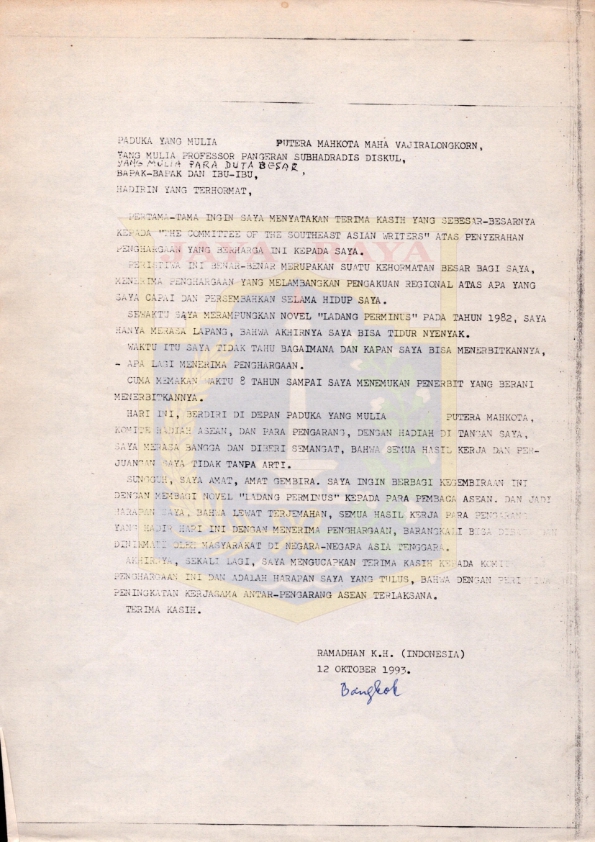 PADUKA YANG MULIA PUTERA MAHKOTA MAHA VAJIRALONGKORN,
YANG MULIA PROFESSOR PANGERAN SUBHADRADIS DISKUL,
YANG MULIA PARA DUTA BESAR,
BAPAK-BAPAK DAN IBU-IBU,
HADIRIN YANG TERHORMAT,
PERTAMA-TAMA INGIN SAYA MENYATAKAN TERIMA KASIH YANG SEBESAR-BESARNYA
KEPADA "THE COMMITTEE OF THE SOUTHEAST ASIAN WRITERS" ATAS PENYERAHAN
PENGHARGAAN YANG BERHARGA INI KEPADA SAYA.
JAYA RAYA
PERISTIWA INI BENAR-BENAR MERUPAKAN SUATU KEHORMATAN BESAR BAGI SAYA,
MENERIMA PENGHARGAAN YANG MELAMBANGKAN PENGAKUAN REGIONAL ATAS APA YANG
SAYA CAPAI DAN PERSEMBAHKAN SELAMA HIDUP SAYA.
SEWAKTU SAYA MERAMPUNGKAN NOVEL "LADANG PERMINUS" PADA TAHUN 1982, SAYA
HANYA MERASA LAPANG, BAHWA AKHIRNYA SAYA BISA TIDUR NYENYAK.
WAKTU ITU SAYA TIDAK TAHU BAGAIMANA DAN KAPAN SAYA BISA MENERBITKANNYA,
- APA LAGI MENERIMA PENGHARGAAN.
CUMA MEMAKAN WAKTU 8 TAHUN SAMPAI SAYA MENEMUKAN PENERBIT YANG BERANI
MENERBITKANNYA.
HARI INI, BERDIRI DI DEPAN PADUKA YANG MULIA PUTERA MAHKOTA,
KOMITE HADIAH ASEAN, DAN PARA PENGARANG, DENGAN HADIAH DI TANGAN SAYA,
SAYA MERASA BANGGA DAN DIBERI SEMANGAT, BAHWA SEMUA HASIL KERJA DAN PER-
JUANGAN SAYA TIDAK TANPA ARTI.
SUNGGUH, SAYA AMAT, AMAT GEMBIRA. SAYA INGIN BERBAGI KEGEMBIRAAN INI
DENGAN MEMBAGI NOVEL "LADANG PERMINUS" KEPADA PARA PEMBACA ASEAN. DAN JADI
HARAPAN SAYA, BAHWA LEWAT TERJEMAHAN, SEMUA HASIL KERJA PARA PENGARANG
YANG HADIR HARI INI DENGAN MENERIMA PENGHARGAAN, BARANGKALI BISA DAN
DINIKMATI OLEH MASYARAKAT DI NEGARA-NEGARA ASIA TENGGARA.
AKHIRNYA, SEKALI LAGI, SAYA MENGUCAPKAN TERIMA KASIH KEPADA KOMITE
PENGHARGAAN INI DAN ADALAH HARAPAN SAYA YANG TULUS, BAHWA DENGAN PERISTIWA
PENINGKATAN KERJASAMA ANTAR-PENGARANG ASEAN TERLAKSANA.
TERIMA KASIH.
RAMADHAN K.H. (INDONESIA)
12 OKTOBER 1993.
Bangkok